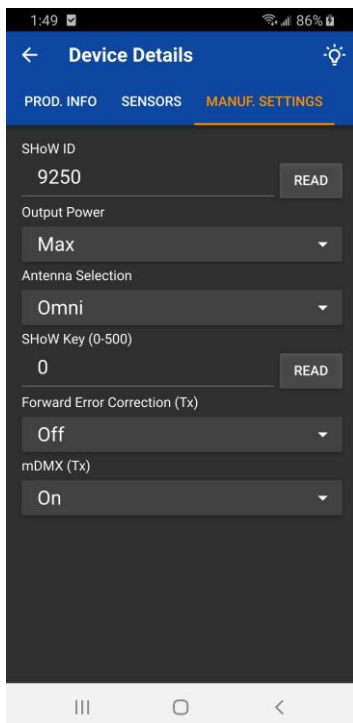 1:49 86%
Device Details
PROD. INFO SENSORS MANUF. SETTINGS
SHoW ID
9250 READ
Output Power
Max
Antenna Selection
Omni
SHoW Key (0-500)
0 READ
Forward Error Correction (Tx)
Off
mDMX (Tx)
On